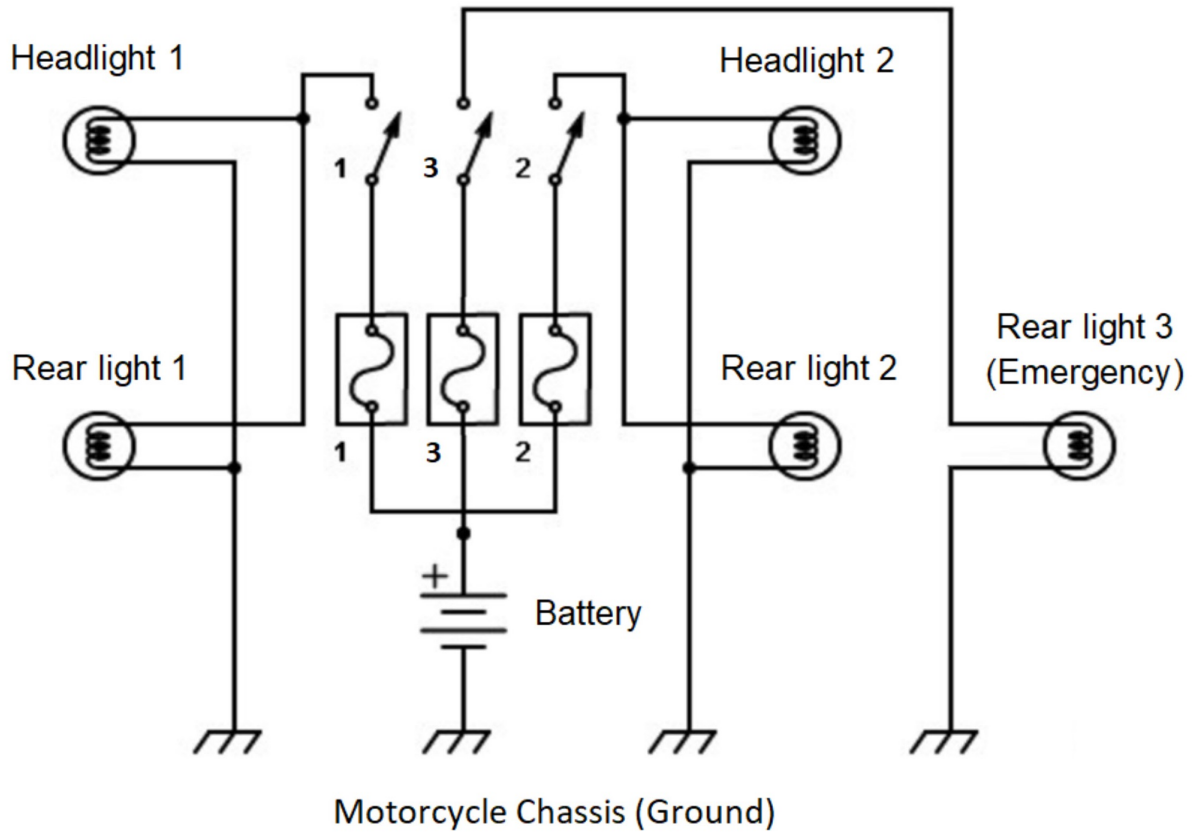 Headlight 1
Headlight 2
1
3
2
Rear light 1
Rear light 2
Rear light 3
(Emergency)
1
3
2
+
Battery
Motorcycle Chassis (Ground)